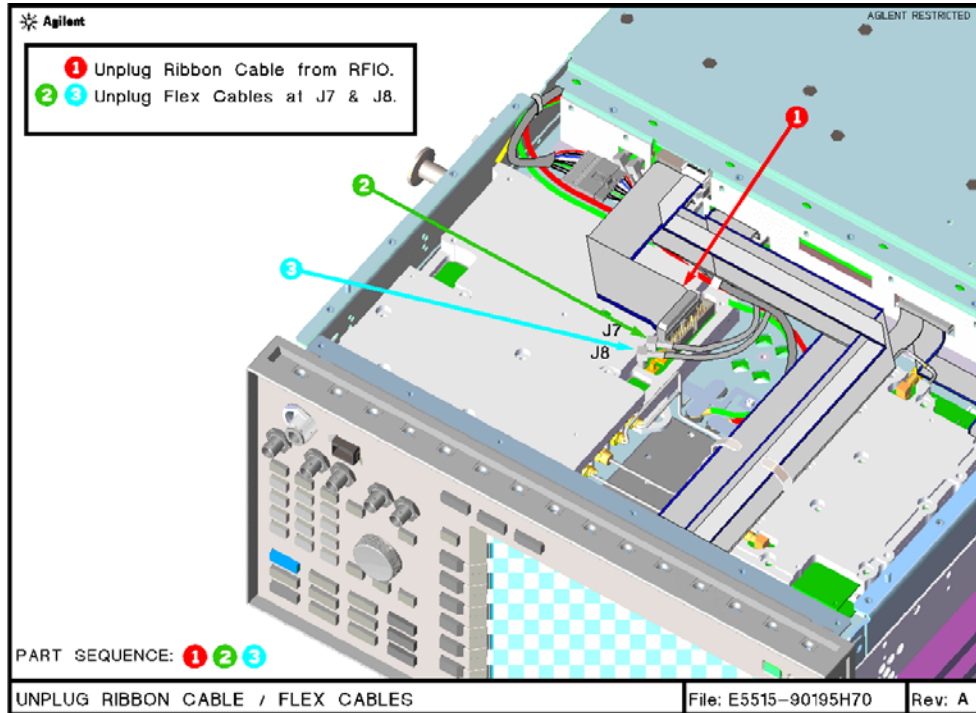 Agilent
AGILENT RESTRICTED
1 Unplug Ribbon Cable from RFIO.
2 3 Unplug Flex Cables at J7 & J8.
1
2
3
J7
J8
PART SEQUENCE: 1 2 3
UNPLUG RIBBON CABLE / FLEX CABLES
File: E5515-90195H70
Rev: A